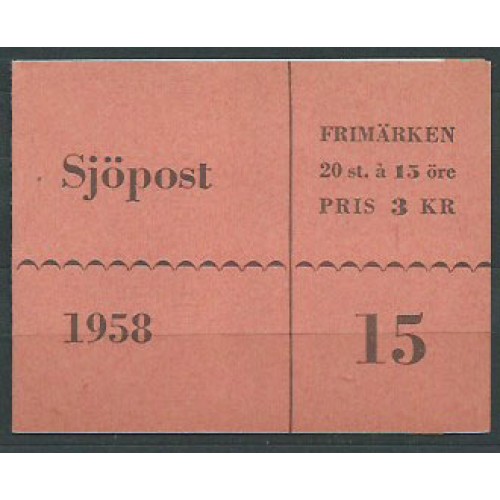 Sjöpost
1958
FRIMÄRKEN
20 st. à 15 öre
PRIS 3 KR
15